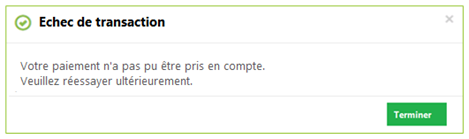 Echec de transaction
Votre paiement n'a pas pu être pris en compte.
Veuillez réessayer ultérieurement.
Terminer